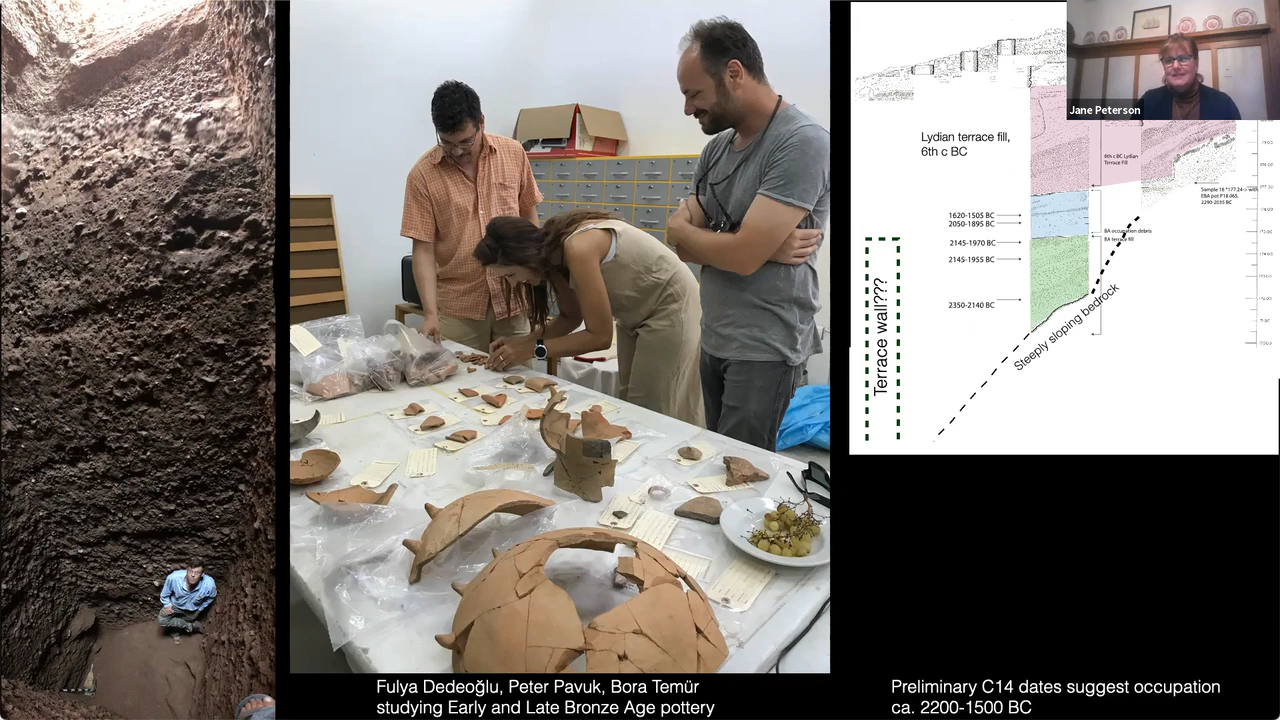 Jane Peterson
Lydian terrace fill,
6th c BC
6th c BC Lydian
Terrace Fill
1620-1505 BC
2050-1895 BC
2145-1970 BC
2145-1955 BC
2350-2140 BC
BA occupation debris
BA terrace fill
2290-2035 BC
Terrace wall???
Steeply sloping bedrock
Fulya Dedeoğlu, Peter Pavuk, Bora Temür
studying Early and Late Bronze Age pottery
Preliminary C14 dates suggest occupation
ca. 2200-1500 BC